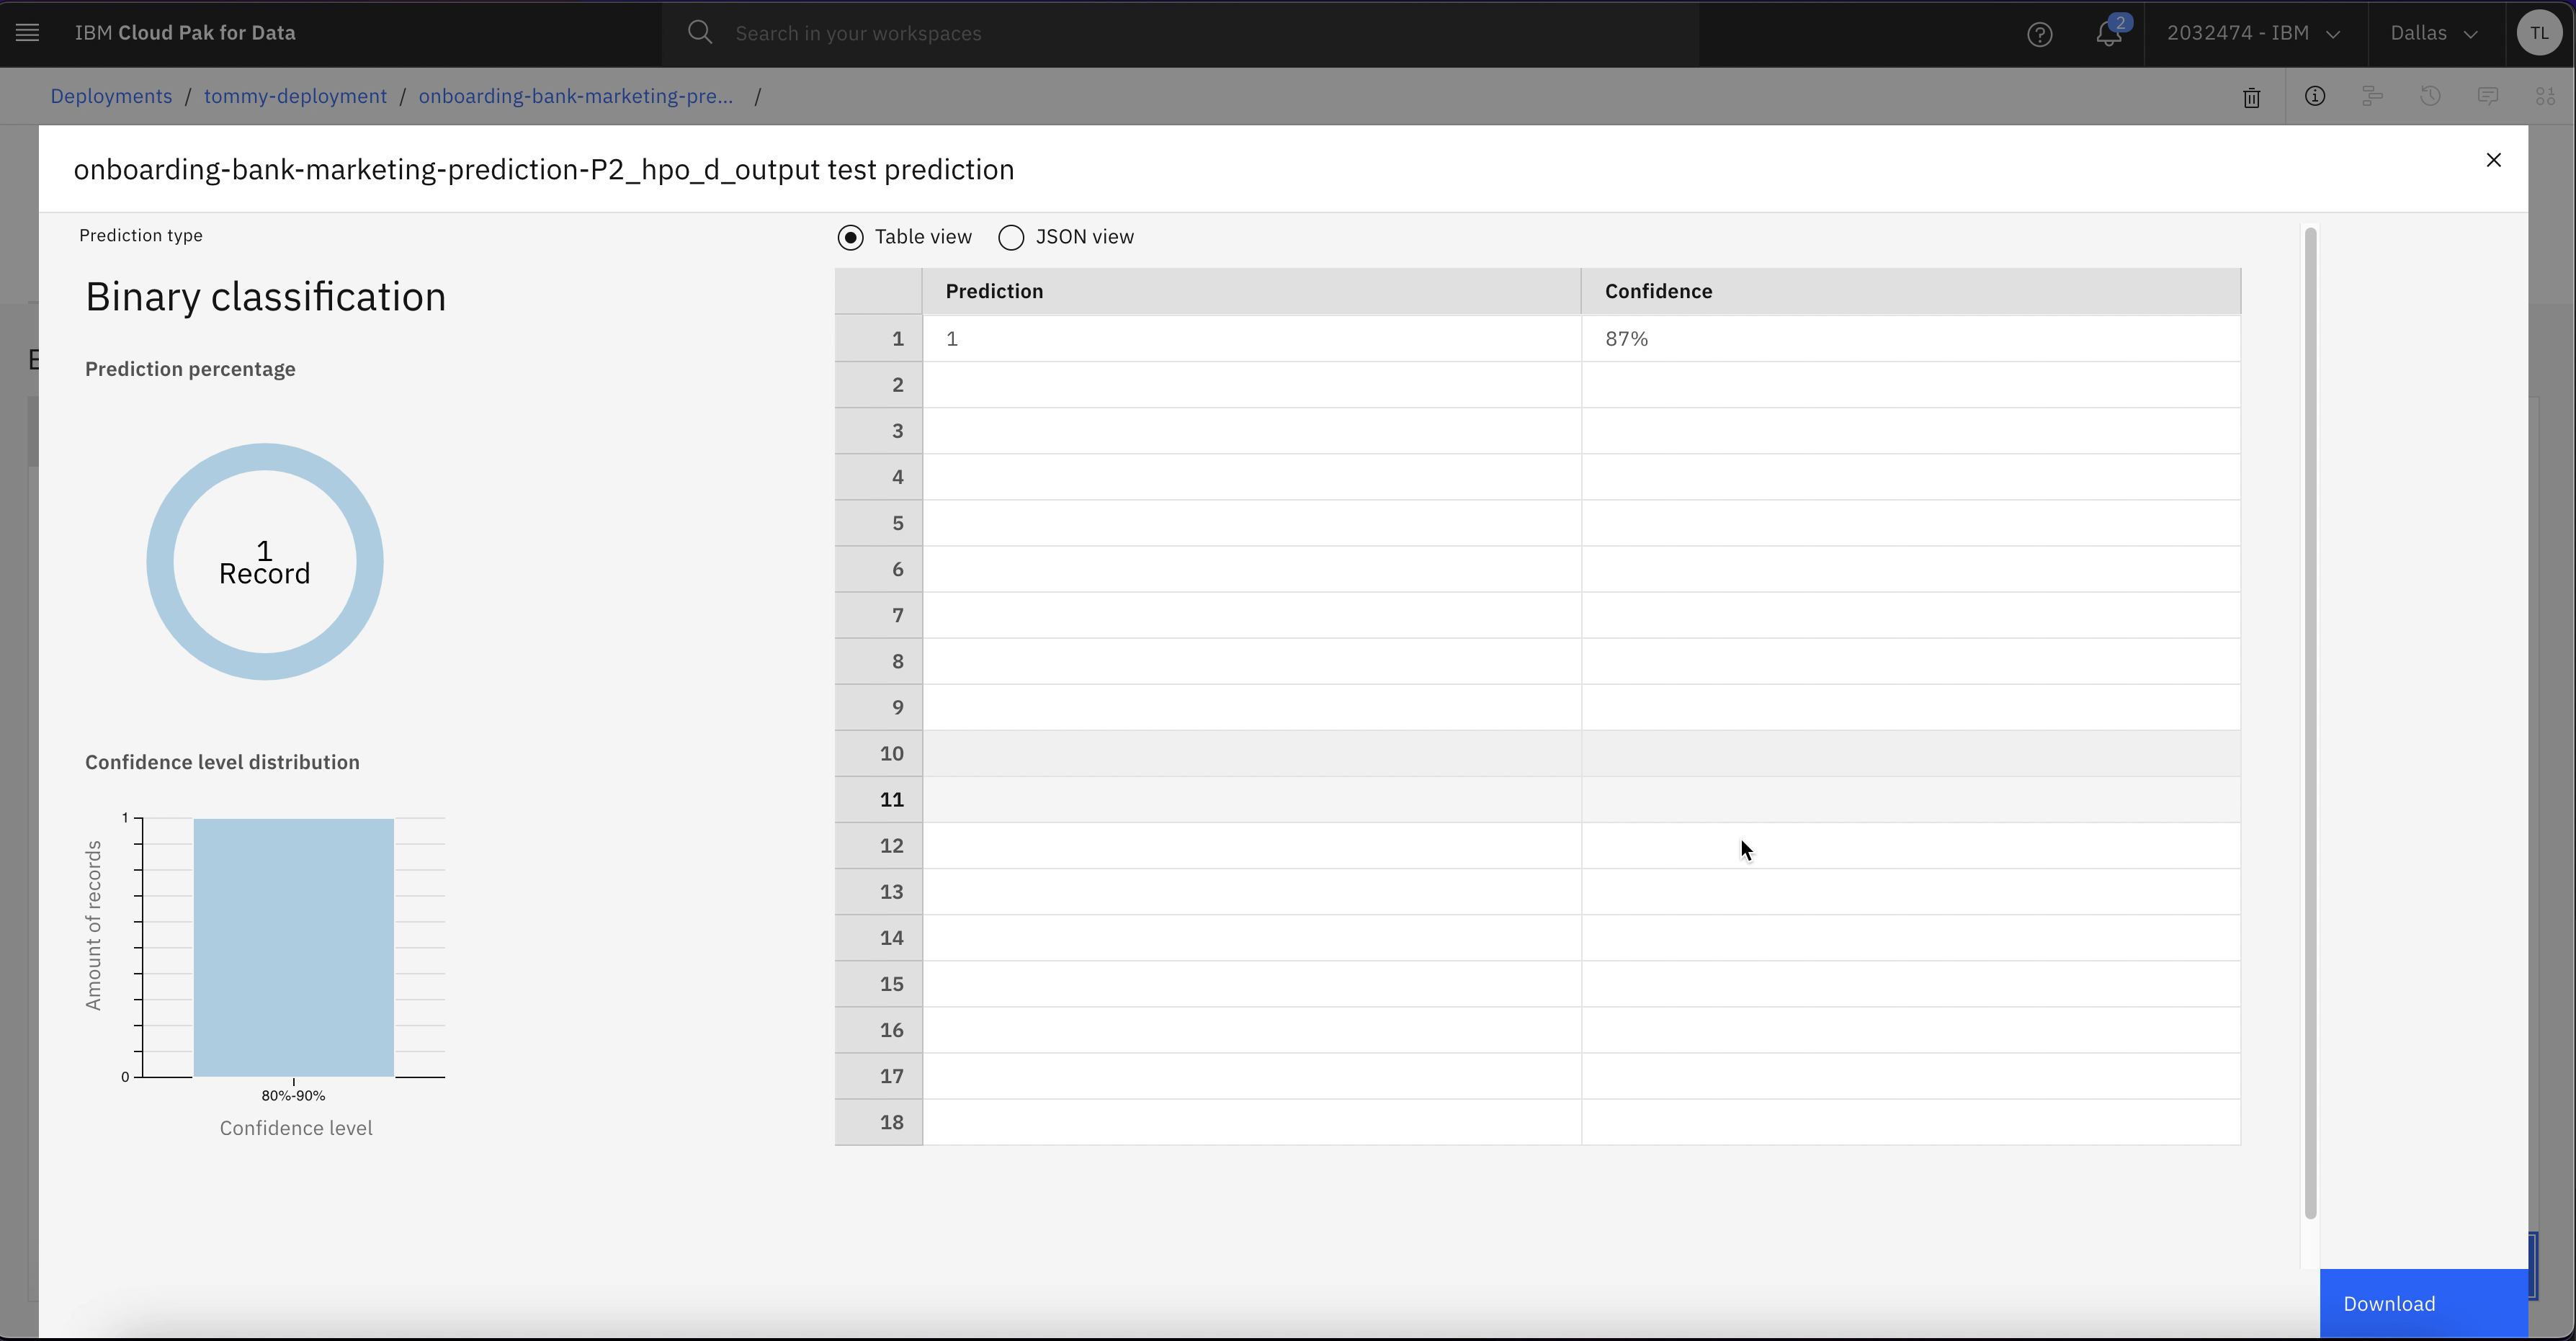 IBM Cloud Pak for Data
Search in your workspaces
2
2032474 - IBM
Dallas
TL
Deployments / tommy-deployment / onboarding-bank-marketing-pre... /
onboarding-bank-marketing-prediction-P2_hpo_d_output test prediction
Prediction type
Binary classification
Prediction percentage
1
Record
Confidence level distribution
1
Amount of records
0
80%-90%
Confidence level
Table view
JSON view
Prediction Confidence
1 1 87%
2
3
4
5
6
7
8
9
10
11
12
13
14
15
16
17
18
Download